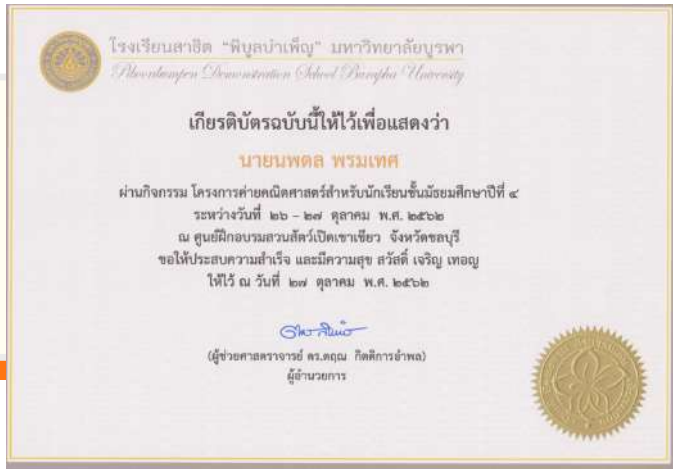 โรงเรียนสาธิต "พิบูลบำเพ็ญ" มหาวิทยาลัยบูรพา
Piboonbumpen Demonstration School Burapha University
เกียรติบัตรฉบับนี้ให้ไว้เพื่อแสดงว่า
นายนพดล พรมเทศ
ผ่านกิจกรรม โครงการค่ายคณิตศาสตร์สำหรับนักเรียนชั้นมัธยมศึกษาปีที่ ๔
ระหว่างวันที่ ๒๖ – ๒๗ ตุลาคม พ.ศ. ๒๕๖๒
ณ ศูนย์ฝึกอบรมสวนสัตว์เปิดเขาเขียว จังหวัดชลบุรี
ขอให้ประสบความสำเร็จ และมีความสุข สวัสดิ์ เจริญ เทอญ
ให้ไว้ ณ วันที่ ๒๗ ตุลาคม พ.ศ. ๒๕๖๒
(ผู้ช่วยศาสตราจารย์ ดร.ตฤณ กิตติการอำพล)
ผู้อำนวยการ